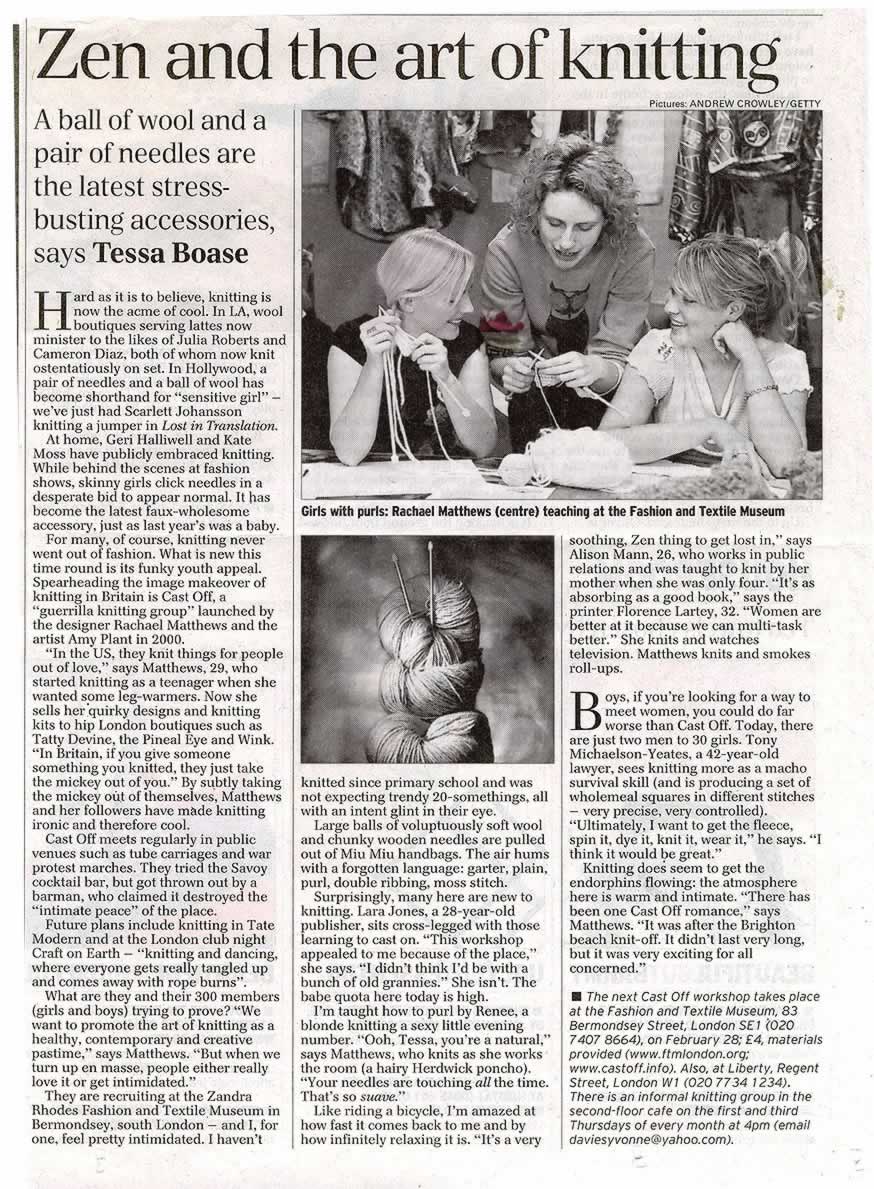 Zen and the art of knitting
Pictures: ANDREW CROWLEY/GETTY
A ball of wool and a
pair of needles are
the latest stress-
busting accessories,
says Tessa Boase
Hard as it is to believe, knitting is
now the acme of cool. In LA, wool
boutiques serving lattes now
minister to the likes of Julia Roberts and
Cameron Diaz, both of whom now knit
ostentatiously on set. In Hollywood, a
pair of needles and a ball of wool has
become shorthand for “sensitive girl” –
we’ve just had Scarlett Johansson
knitting a jumper in Lost in Translation.
At home, Geri Halliwell and Kate
Moss have publicly embraced knitting.
While behind the scenes at fashion
shows, skinny girls click needles in a
desperate bid to appear normal. It has
become the latest faux-wholesome
accessory, just as last year’s was a baby.
For many, of course, knitting never
went out of fashion. What is new this
time round is its funky youth appeal.
Spearheading the image makeover of
knitting in Britain is Cast Off, a
“guerrilla knitting group” launched by
the designer Rachael Matthews and the
artist Amy Plant in 2000.
“In the US, they knit things for people
out of love,” says Matthews, 29, who
started knitting as a teenager when she
wanted some leg-warmers. Now she
sells her quirky designs and knitting
kits to hip London boutiques such as
Tatty Devine, the Pineal Eye and Wink.
“In Britain, if you give someone
something you knitted, they just take
the mickey out of you.” By subtly taking
the mickey out of themselves, Matthews
and her followers have made knitting
ironic and therefore cool.
Cast Off meets regularly in public
venues such as tube carriages and war
protest marches. They tried the Savoy
cocktail bar, but got thrown out by a
barman, who claimed it destroyed the
“intimate peace” of the place.
Future plans include knitting in Tate
Modern and at the London club night
Craft on Earth – “knitting and dancing,
where everyone gets really tangled up
and comes away with rope burns”.
What are they and their 300 members
(girls and boys) trying to prove? “We
want to promote the art of knitting as a
healthy, contemporary and creative
pastime,” says Matthews. “But when we
turn up en masse, people either really
love it or get intimidated.”
They are recruiting at the Zandra
Rhodes Fashion and Textile Museum in
Bermondsey, south London – and I, for
one, feel pretty intimidated. I haven’t
Girls with purls: Rachael Matthews (centre) teaching at the Fashion and Textile Museum
knitted since primary school and was
not expecting trendy 20-somethings, all
with an intent glint in their eye.
Large balls of voluptuously soft wool
and chunky wooden needles are pulled
out of Miu Miu handbags. The air hums
with a forgotten language: garter, plain,
purl, double ribbing, moss stitch.
Surprisingly, many here are new to
knitting. Lara Jones, a 28-year-old
publisher, sits cross-legged with those
learning to cast on. “This workshop
appealed to me because of the place,”
she says. “I didn’t think I’d be with a
bunch of old grannies.” She isn’t. The
babe quota here today is high.
I’m taught how to purl by Renee, a
blonde knitting a sexy little evening
number. “Ooh, Tessa, you’re a natural,”
says Matthews, who knits as she works
the room (a hairy Herdwick poncho).
“Your needles are touching all the time.
That’s so suave.”
Like riding a bicycle, I’m amazed at
how fast it comes back to me and by
how infinitely relaxing it is. “It’s a very
soothing, Zen thing to get lost in,” says
Alison Mann, 26, who works in public
relations and was taught to knit by her
mother when she was only four. “It’s as
absorbing as a good book,” says the
printer Florence Lartey, 32. “Women are
better at it because we can multi-task
better.” She knits and watches
television. Matthews knits and smokes
roll-ups.
Boys, if you’re looking for a way to
meet women, you could do far
worse than Cast Off. Today, there
are just two men to 30 girls. Tony
Michaelson-Yeates, a 42-year-old
lawyer, sees knitting more as a macho
survival skill (and is producing a set of
wholemeal squares in different stitches
– very precise, very controlled).
“Ultimately, I want to get the fleece,
spin it, dye it, knit it, wear it,” he says. “I
think it would be great.”
Knitting does seem to get the
endorphins flowing: the atmosphere
here is warm and intimate. “There has
been one Cast Off romance,” says
Matthews. “It was after the Brighton
beach knit-off. It didn’t last very long,
but it was very exciting for all
concerned.”
■ The next Cast Off workshop takes place
at the Fashion and Textile Museum, 83
Bermondsey Street, London SE1 (020
7407 8664), on February 28; £4, materials
provided (www.ftmlondon.org;
www.castoff.info). Also, at Liberty, Regent
Street, London W1 (020 7734 1234).
There is an informal knitting group in the
second-floor cafe on the first and third
Thursdays of every month at 4pm (email
daviesyvonne@yahoo.com).